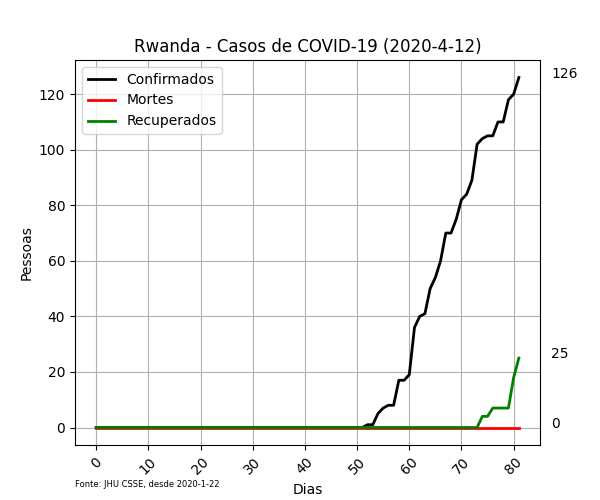 Rwanda - Casos de COVID-19 (2020-4-12)
Confirmados
Mortes
Recuperados
126
25
0
120
100
80
60
40
20
0
Pessoas
0 10 20 30 40 50 60 70 80
Dias
Fonte: JHU CSSE, desde 2020-1-22